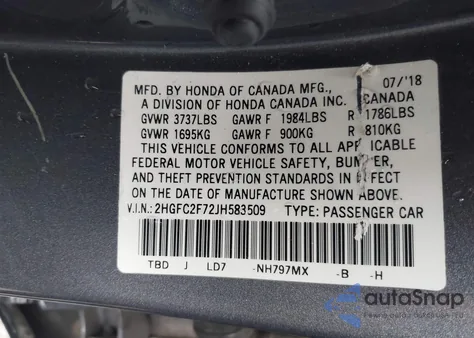 MFD. BY HONDA OF CANADA MFG., 07/'18
A DIVISION OF HONDA CANADA INC. CANADA
GVWR 3737LBS GAWR F 1984LBS R 1786LBS
GVWR 1695KG GAWR F 900KG R 810KG
THIS VEHICLE CONFORMS TO ALL APPLICABLE
FEDERAL MOTOR VEHICLE SAFETY, BUMPER,
AND THEFT PREVENTION STANDARDS IN EFFECT
ON THE DATE OF MANUFACTURE SHOWN ABOVE.
V.I.N.: 2HGFC2F72JH583509 TYPE: PASSENGER CAR
TBD J LD7 -NH797MX -B -H
autoSnap